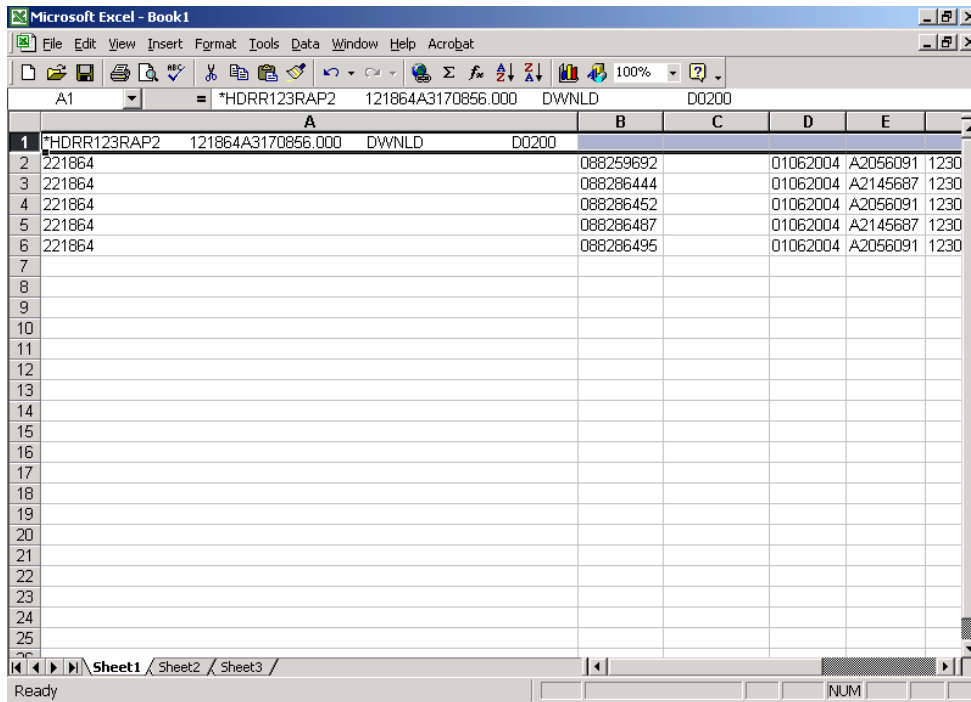 Microsoft Excel - Book1
File Edit View Insert Format Tools Data Window Help Acrobat
ABC Σ fx A Z Z A 100% ?
A1 = *HDRR123RAP2 121864A3170856.000 DWNLD D0200
A B C D E
1 *HDRR123RAP2 121864A3170856.000 DWNLD D0200
2 221864 088259692 01062004 A2056091 1230
3 221864 088286444 01062004 A2145687 1230
4 221864 088286452 01062004 A2056091 1230
5 221864 088286487 01062004 A2145687 1230
6 221864 088286495 01062004 A2056091 1230
7
8
9
10
11
12
13
14
15
16
17
18
19
20
21
22
23
24
25
Sheet1 Sheet2 Sheet3
Ready NUM